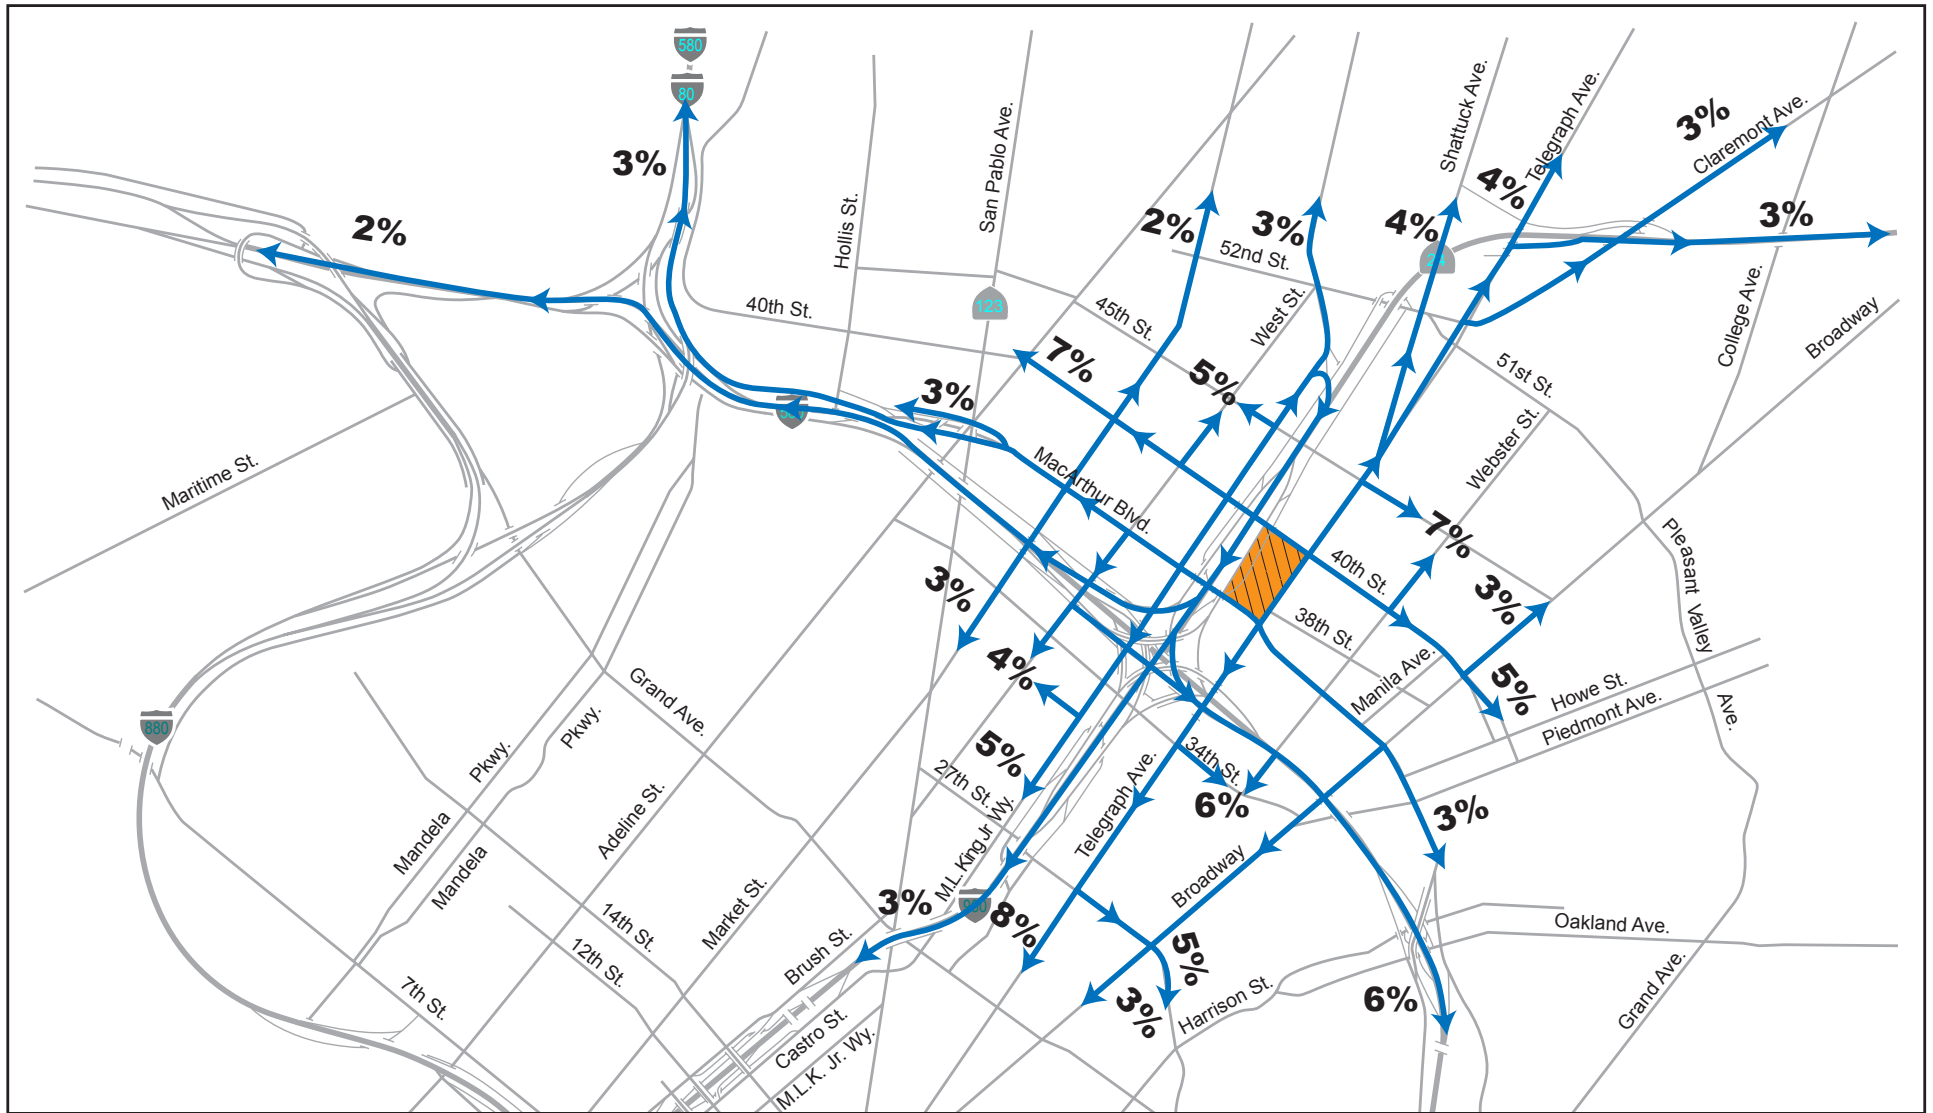 580
80
3%
2%
Hollis St.
San Pablo Ave.
123
40th St.
45th St.
52nd St.
West St.
2%
3%
4%
4%
Shattuck Ave.
Telegraph Ave.
3%
Claremont Ave.
3%
24
College Ave.
Broadway
51st St.
Webster St.
7%
5%
3%
580
MacArthur Blvd.
Maritime St.
7%
40th St.
3%
38th St.
Manila Ave.
5%
Pleasant Valley
Ave.
Howe St.
Piedmont Ave.
3%
4%
5%
34th St.
6%
27th St.
Telegraph Ave.
M.L. King Jr Wy.
880
Grand Ave.
Mandela Pkwy.
Mandela Pkwy.
Adeline St.
Market St.
3%
980
8%
Broadway
3%
5%
3%
Harrison St.
6%
Oakland Ave.
Grand Ave.
14th St.
12th St.
7th St.
Brush St.
Castro St.
M.L.K. Jr. Wy.